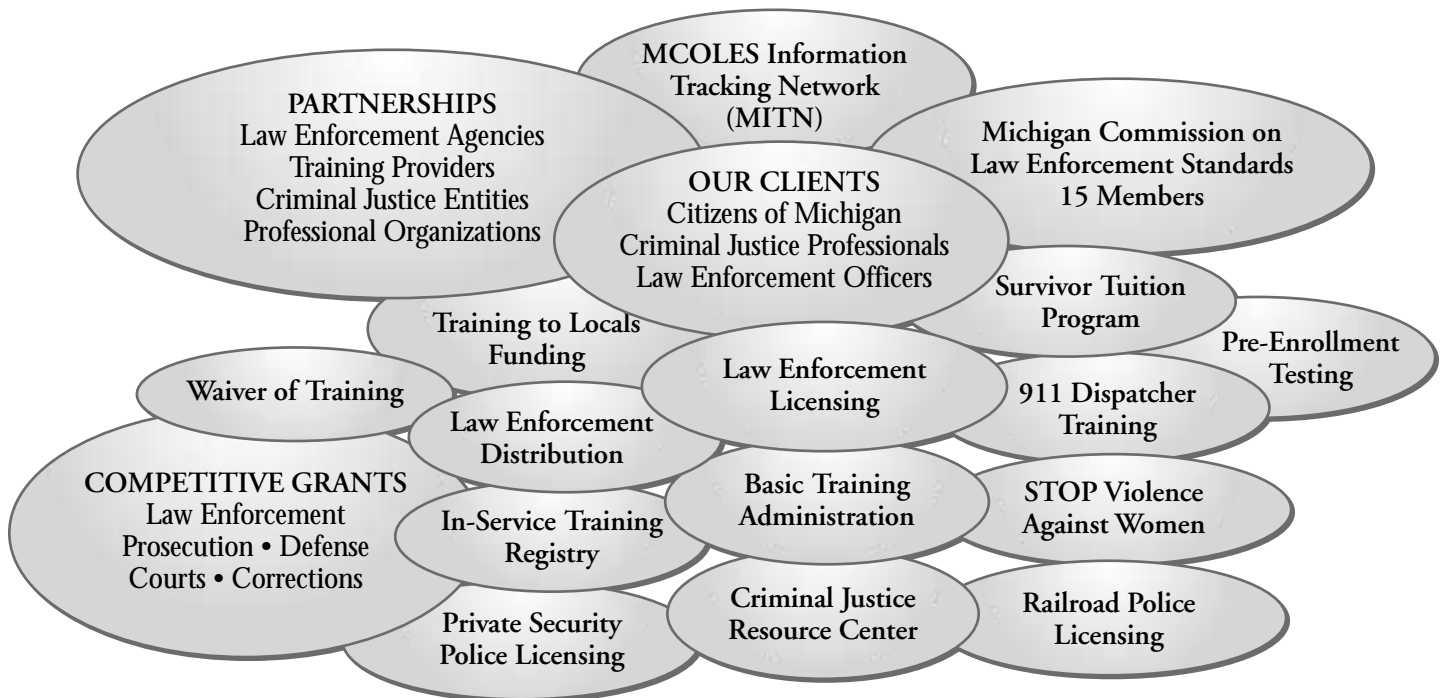 MCOLES Information
Tracking Network
(MITN)
PARTNERSHIPS
Law Enforcement Agencies
Training Providers
Criminal Justice Entities
Professional Organizations
Michigan Commission on
Law Enforcement Standards
15 Members
OUR CLIENTS
Citizens of Michigan
Criminal Justice Professionals
Law Enforcement Officers
Survivor Tuition
Program
Training to Locals
Funding
Pre-Enrollment
Testing
Waiver of Training
Law Enforcement
Licensing
911 Dispatcher
Training
Law Enforcement
Distribution
COMPETITIVE GRANTS
Law Enforcement
Prosecution • Defense
Courts • Corrections
In-Service Training
Registry
Basic Training
Administration
STOP Violence
Against Women
Private Security
Police Licensing
Criminal Justice
Resource Center
Railroad Police
Licensing